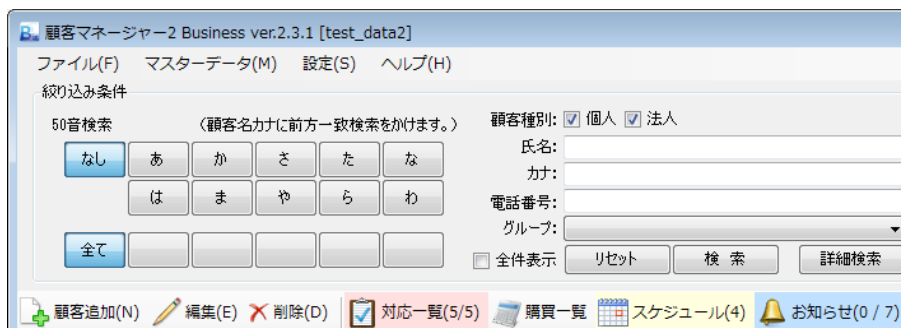 顧客マネージャー2 Business ver.2.3.1 [test_data2]
ファイル(F) マスターデータ(M) 設定(S) ヘルプ(H)
絞り込み条件
50音検索 (顧客名カナに前方一致検索をかけます。)
なし あ か さ た な
は ま や ら わ
全て
顧客種別: 個人 法人
氏名:
カナ:
電話番号:
グループ:
全件表示 リセット 検 索 詳細検索
顧客追加(N) 編集(E) 削除(D) 対応一覧(5/5) 購買一覧 スケジュール(4) お知らせ(0 / 7)